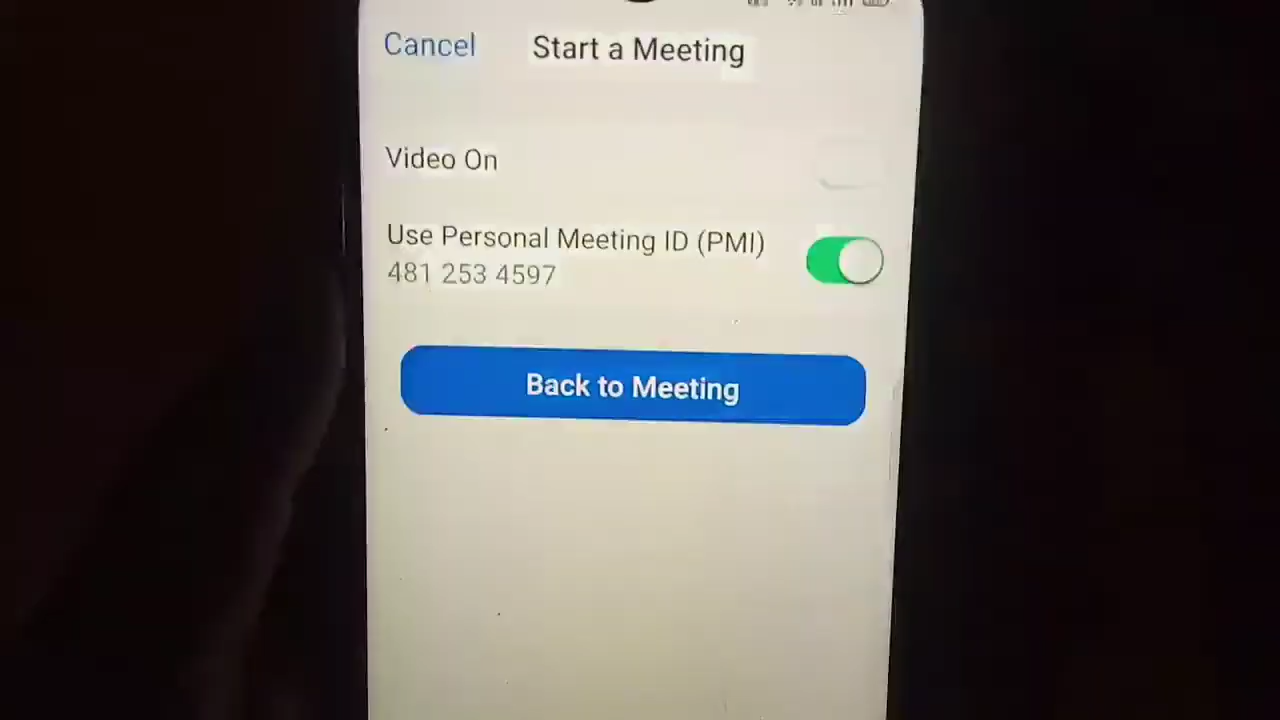 Cancel
Start a Meeting
Video On
Use Personal Meeting ID (PMI)
481 253 4597
Back to Meeting